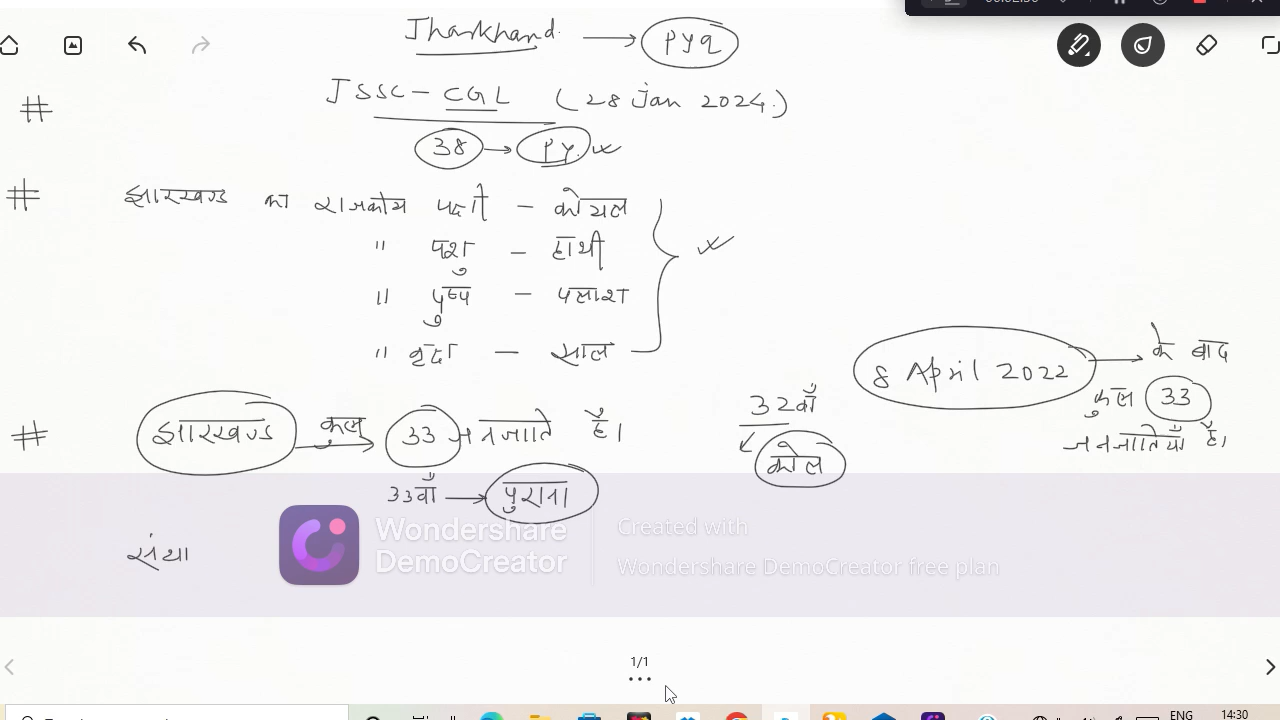 Jharkhand. → PYQ
# JSSC - CGL (28 Jan 2024.)
38 → PY.
# झारखण्ड का राजकीय पक्षी - कोयल
" पशु - हाथी
" पुष्प - पलाश
" वृक्ष - साल
8 April 2022 → के बाद
कुल 33
जनजातियाँ है।
# झारखण्ड कुल 33 जनजाति है।
32वाँ
कोल
33वाँ → पुरान
संथा
Wondershare DemoCreator
Created with
Wondershare DemoCreator free plan
1/1
ENG
14:30